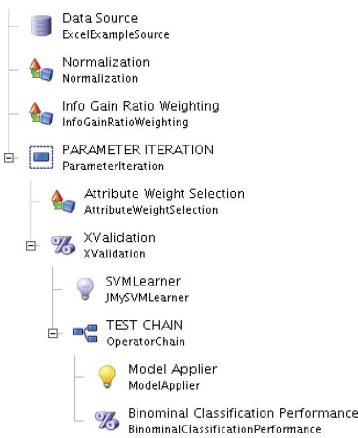 Data Source
ExcelExampleSource
Normalization
Normalization
Info Gain Ratio Weighting
InfoGainRatioWeighting
PARAMETER ITERATION
ParameterIteration
Attribute Weight Selection
AttributeWeightSelection
XValidation
XValidation
SVMLearner
JMySVMLearner
TEST CHAIN
OperatorChain
Model Applier
ModelApplier
Binominal Classification Performance
BinominalClassificationPerformance